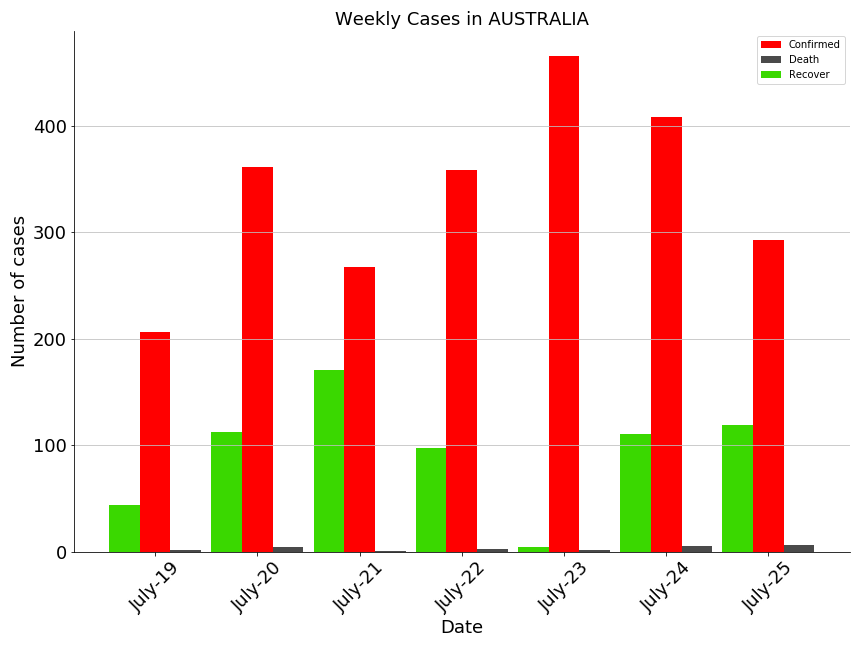 Weekly Cases in AUSTRALIA
Confirmed
Death
Recover
Number of cases
400
300
200
100
0
July-19
July-20
July-21
July-22
July-23
July-24
July-25
Date